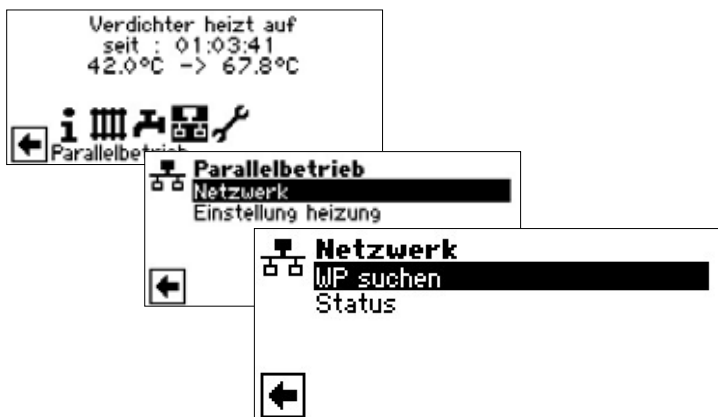 Verdichter heizt auf
seit : 01:03:41
42.0°C -> 67.8°C
Parallelbetrieb
Parallelbetrieb
Netzwerk
Einstellung heizung
Netzwerk
WP suchen
Status